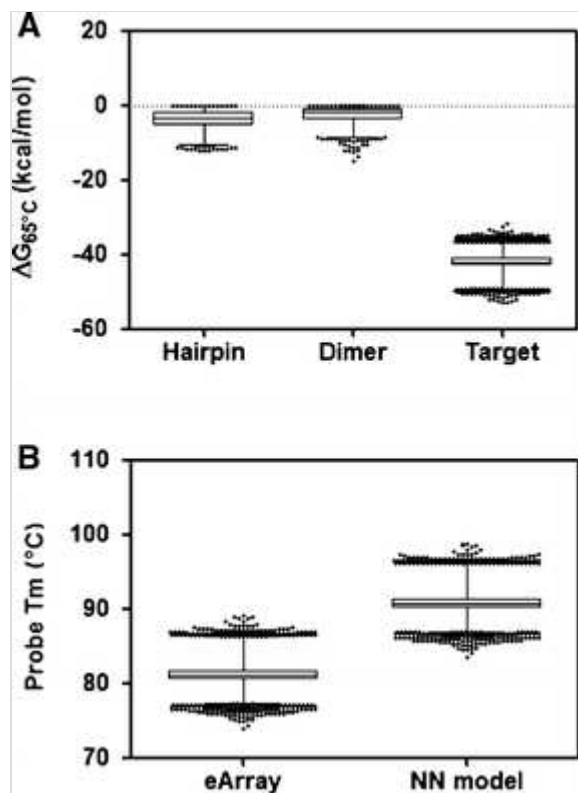 A
20
0
-20
-40
-60
ΔG65°C (kcal/mol)
Hairpin Dimer Target
B
110
100
90
80
70
Probe Tm (°C)
eArray NN model